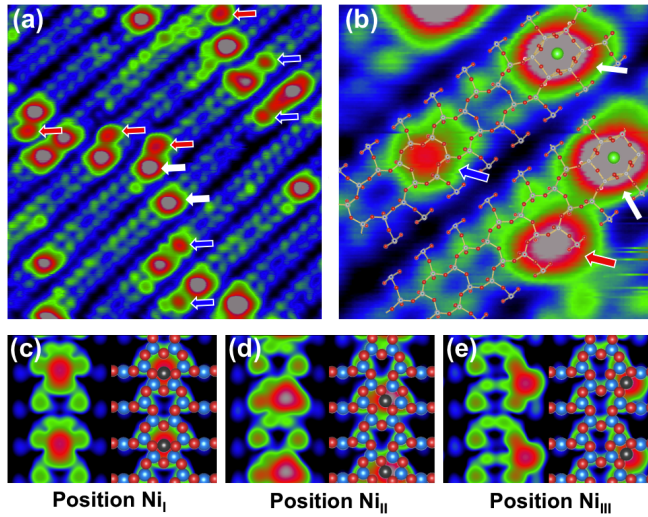 (a)
(b)
(c)
(d)
(e)
Position Ni_I
Position Ni_II
Position Ni_III